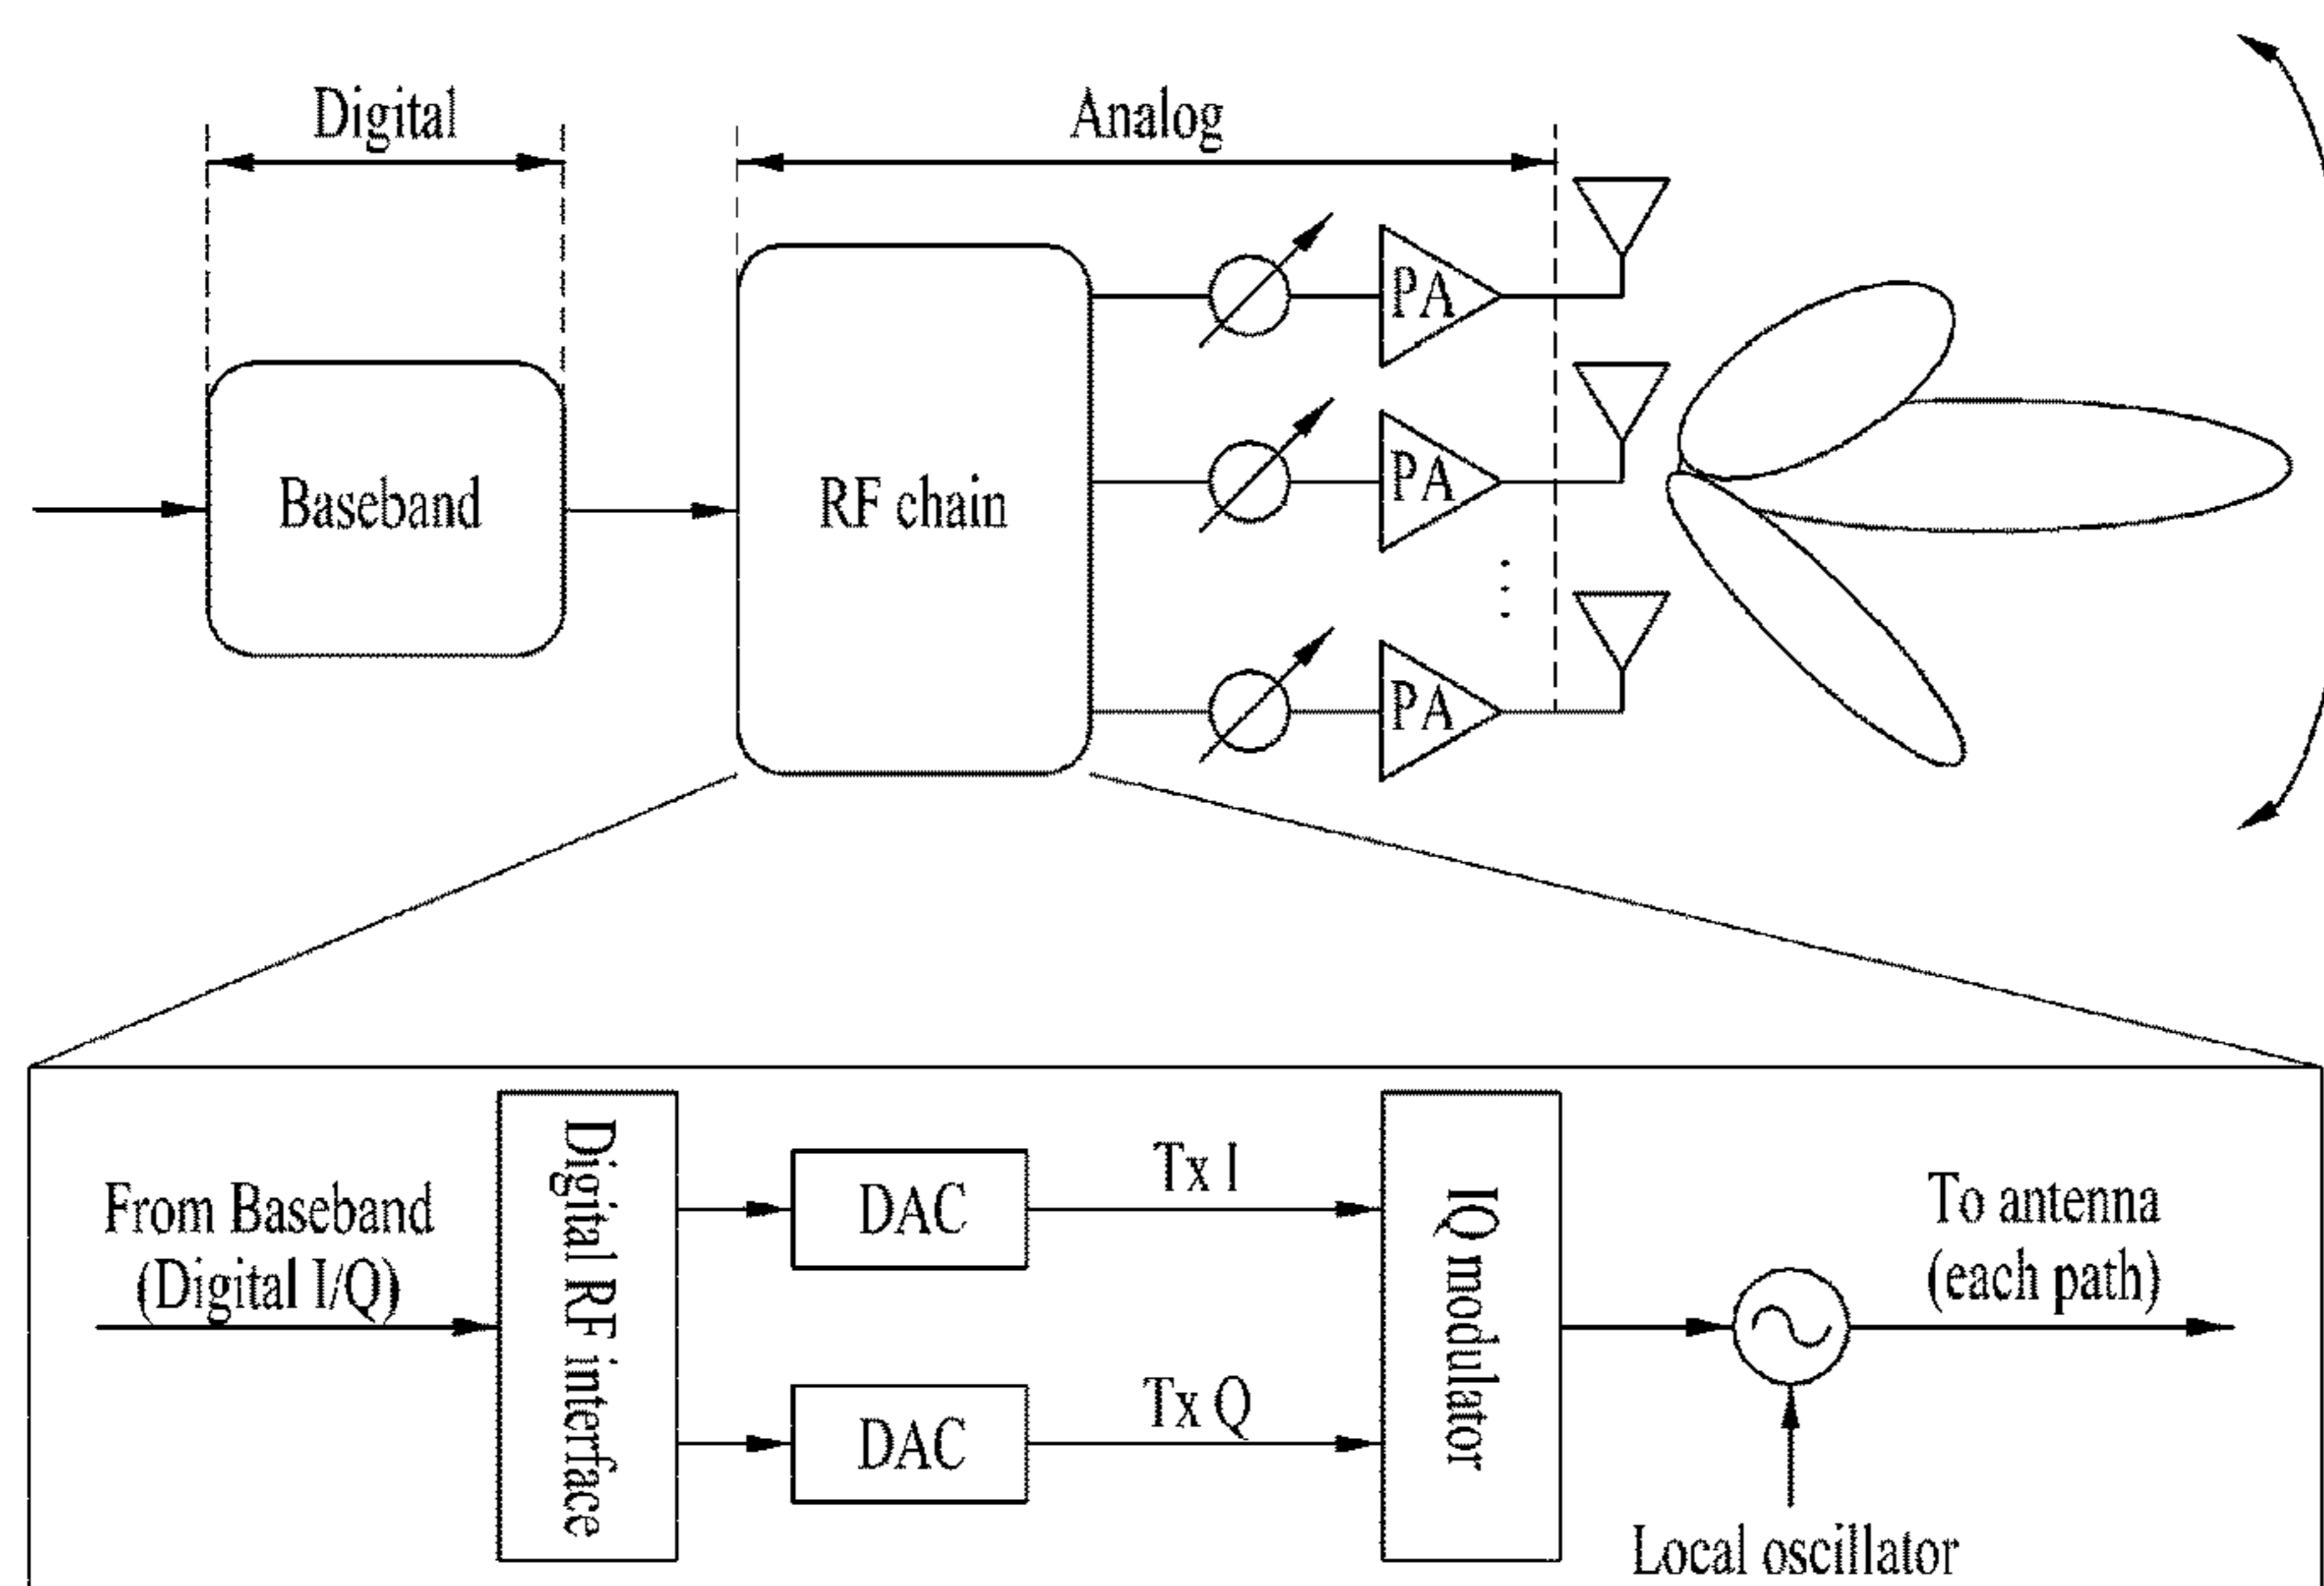 Digital
Analog
PA
Baseband
RF chain
PA
PA
From Baseband
(Digital I/Q)
Digital RF interface
DAC
Tx I
DAC
Tx Q
IQ modulator
To antenna
(each path)
Local oscillator